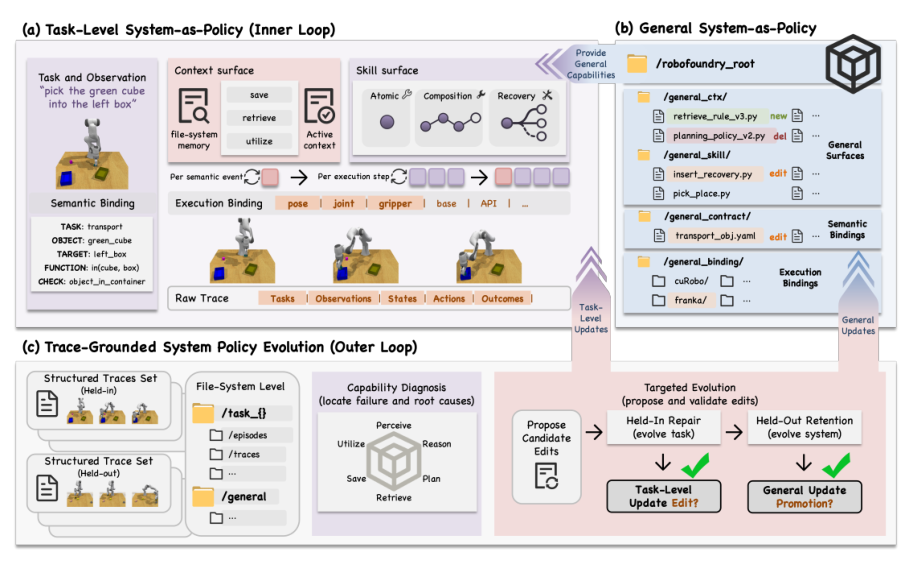 (a) Task-Level System-as-Policy (Inner Loop)
Task and Observation
"pick the green cube
into the left box"
Semantic Binding
TASK: transport
OBJECT: green_cube
TARGET: left_box
FUNCTION: in(cube, box)
CHECK: object_in_container
Context surface
file-system
memory
save
retrieve
utilize
Active
context
Skill surface
Atomic
Composition
Recovery
Per semantic event
Per execution step
Execution Binding
pose | joint | gripper | base | API | ...
Raw Trace
Tasks | Observations | States | Actions | Outcomes |
Provide
General
Capabilities
(b) General System-as-Policy
/robofoundry_root
/general_ctx/
retrieve_rule_v3.py new ...
planning_policy_v2.py del ...
/general_skill/
insert_recovery.py edit ...
pick_place.py ...
General
Surfaces
/general_contract/
transport_obj.yaml edit ...
Semantic
Bindings
/general_binding/
cuRobo/ ...
franka/ ...
Execution
Bindings
Task-
Level
Updates
General
Updates
(c) Trace-Grounded System Policy Evolution (Outer Loop)
Structured Traces Set
(Held-in)
Structured Trace Set
(Held-out)
File-System Level
/task_{}
/episodes
/traces
...
/general
...
Capability Diagnosis
(locate failure and root causes)
Perceive
Utilize
Reason
Save
Plan
Retrieve
Targeted Evolution
(propose and validate edits)
Propose
Candidate
Edits
Held-In Repair
(evolve task)
Held-Out Retention
(evolve system)
Task-Level
Update Edit?
General Update
Promotion?